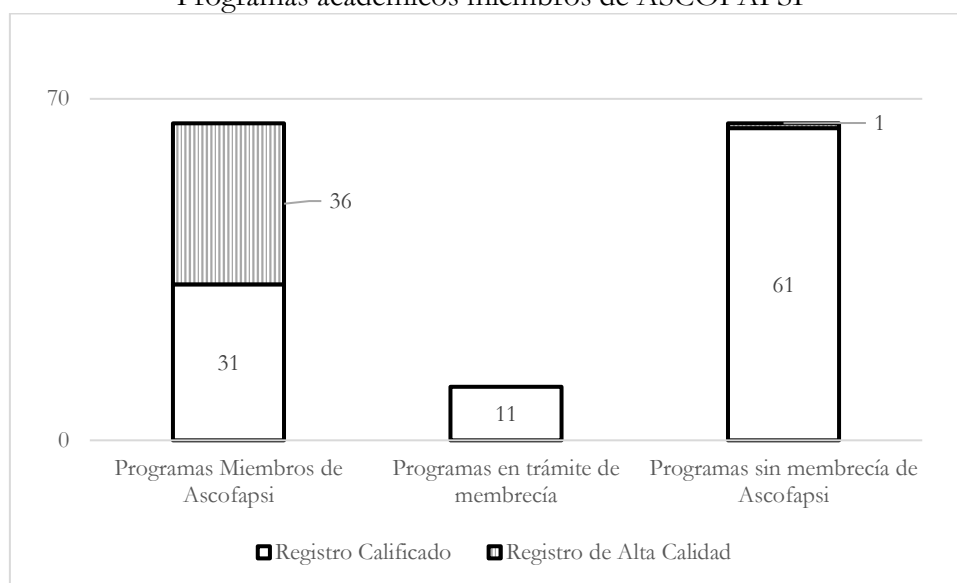 Programas académicos miembros de ASCOFAPSI
70
1
36
61
31
11
0
Programas Miembros de
Ascofapsi
Programas en trámite de
membrecía
Programas sin membrecía de
Ascofapsi
Registro Calificado
Registro de Alta Calidad